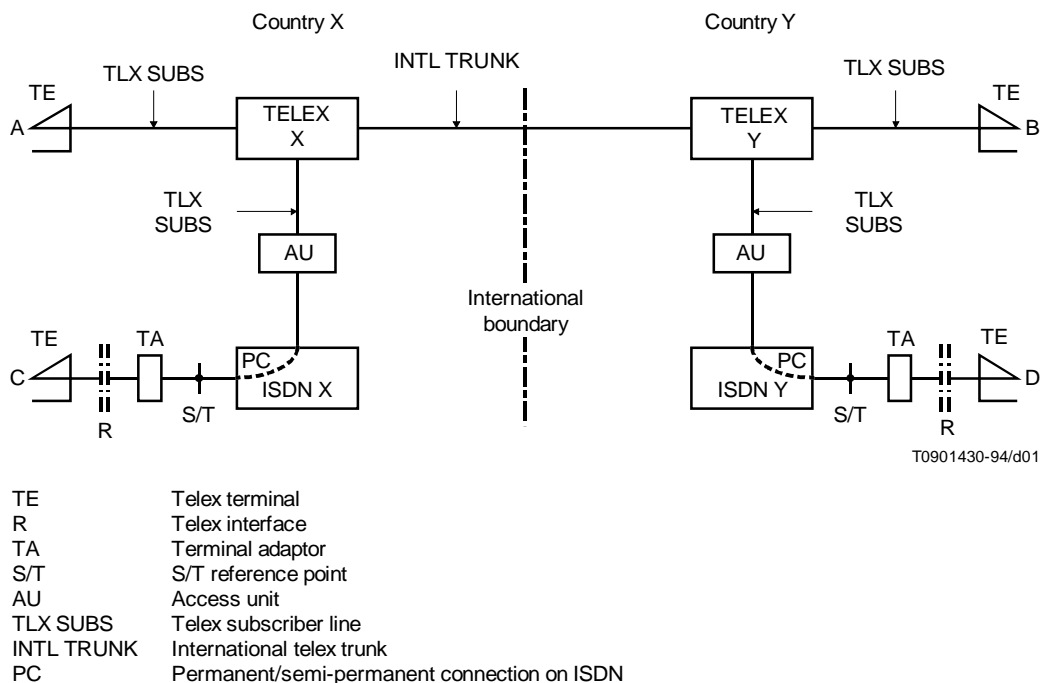 Country X
Country Y
INTL TRUNK
TLX SUBS
TLX SUBS
TE
TE
A
TELEX
X
TELEX
Y
B
TLX
SUBS
TLX
SUBS
AU
AU
International
boundary
TE
TA
PC
PC
TA
TE
C
ISDN X
ISDN Y
D
S/T
S/T
R
R
T0901430-94/d01
TE Telex terminal
R Telex interface
TA Terminal adaptor
S/T S/T reference point
AU Access unit
TLX SUBS Telex subscriber line
INTL TRUNK International telex trunk
PC Permanent/semi-permanent connection on ISDN